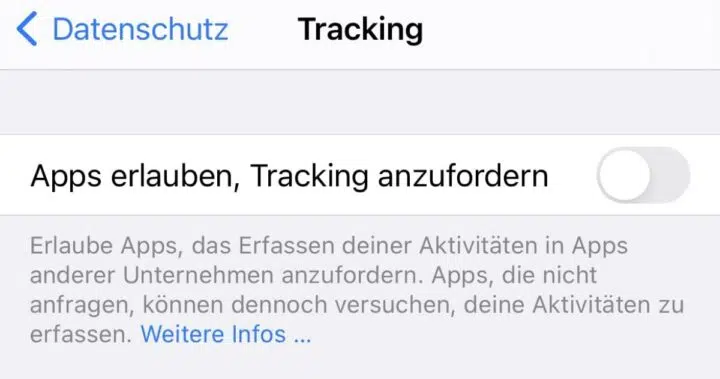 Datenschutz Tracking
Apps erlauben, Tracking anzufordern
Erlaube Apps, das Erfassen deiner Aktivitäten in Apps
anderer Unternehmen anzufordern. Apps, die nicht
anfragen, können dennoch versuchen, deine Aktivitäten zu
erfassen. Weitere Infos ...